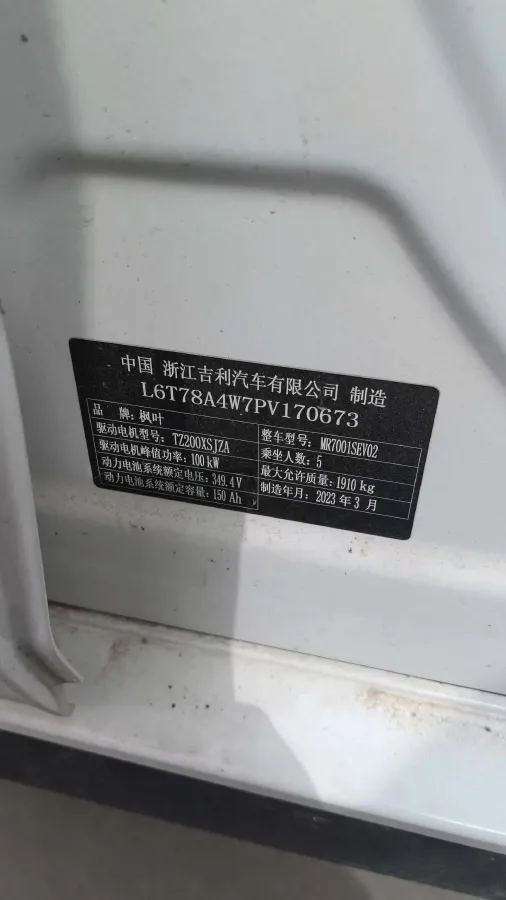 中国 浙江吉利汽车有限公司 制造
L6T78A4W7PV170673
品 牌:枫叶
驱动电机型号: TZ200XSJZA
驱动电机峰值功率: 100 kW
动力电池系统额定电压: 349.4V
动力电池系统额定容量: 150 Ah
整车型号: MR7001SEV02
乘坐人数: 5
最大允许质量: 1910 kg
制造年月: 2023 年 3 月